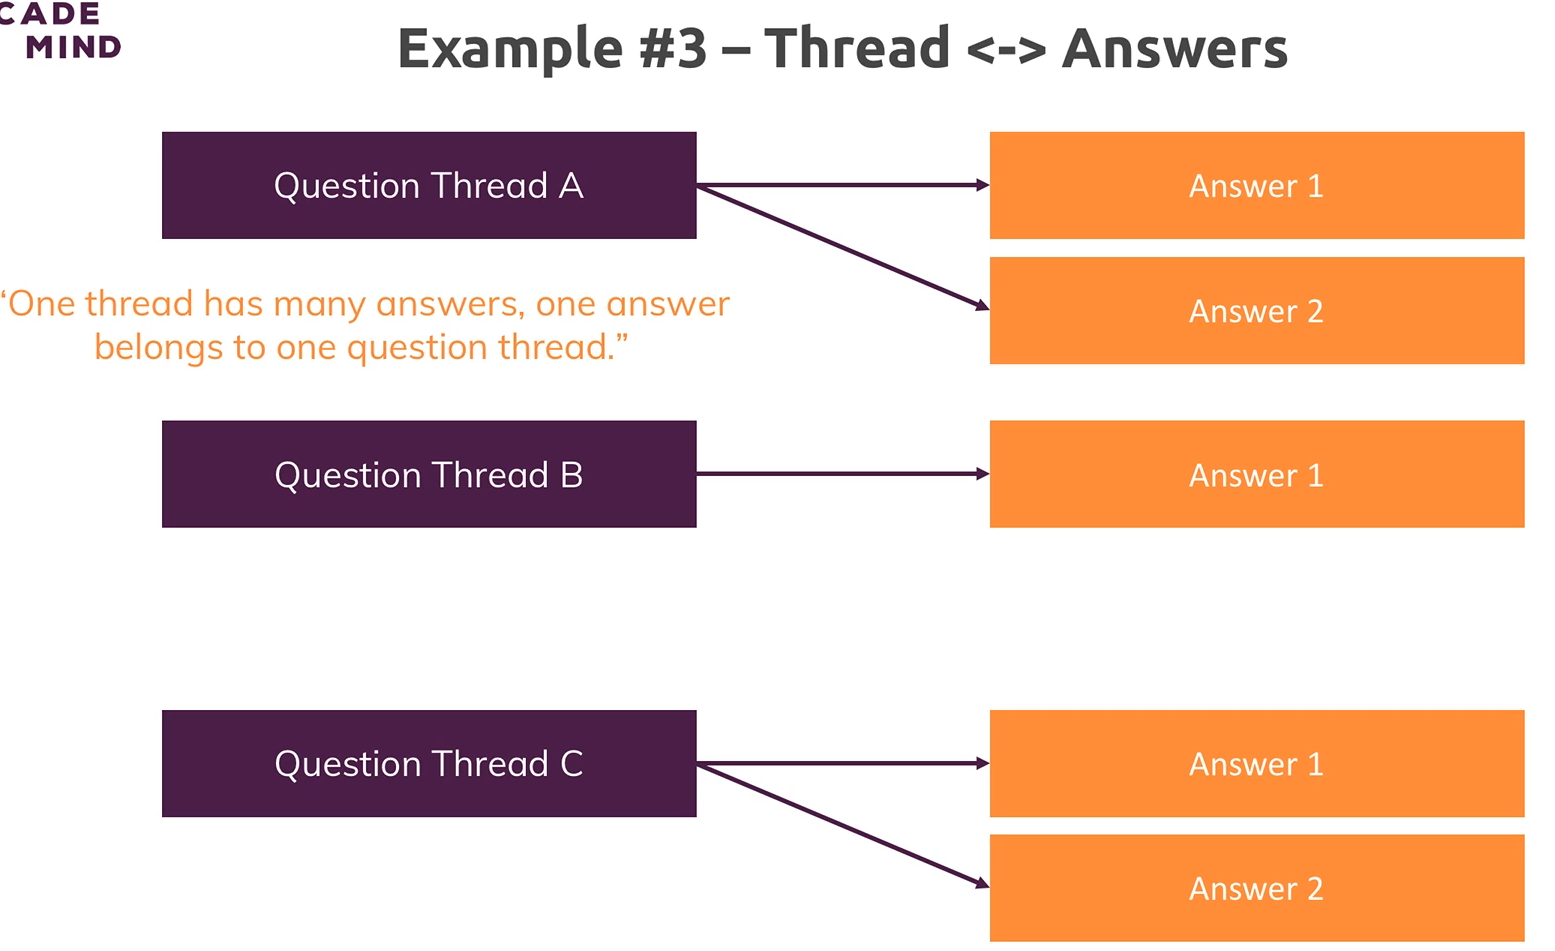 CADE
MIND
Example #3 – Thread <-> Answers
Question Thread A
Answer 1
Answer 2
“One thread has many answers, one answer
belongs to one question thread.”
Question Thread B
Answer 1
Question Thread C
Answer 1
Answer 2